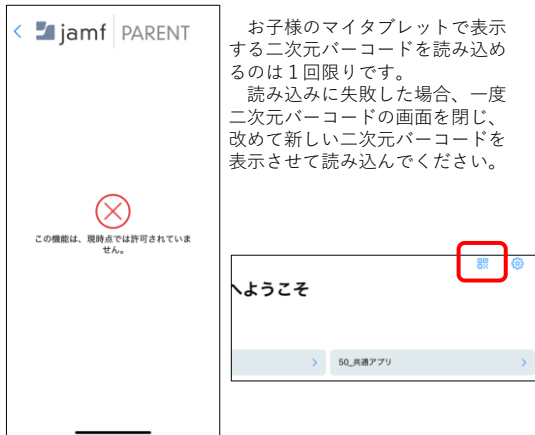 jamf PARENT
この機能は、現時点では許可されていま
せん。
　お子様のマイタブレットで表示
する二次元バーコードを読み込め
るのは１回限りです。
　読み込みに失敗した場合、一度
二次元バーコードの画面を閉じ、
改めて新しい二次元バーコードを
表示させて読み込んでください。
へようこそ
50_共通アプリ